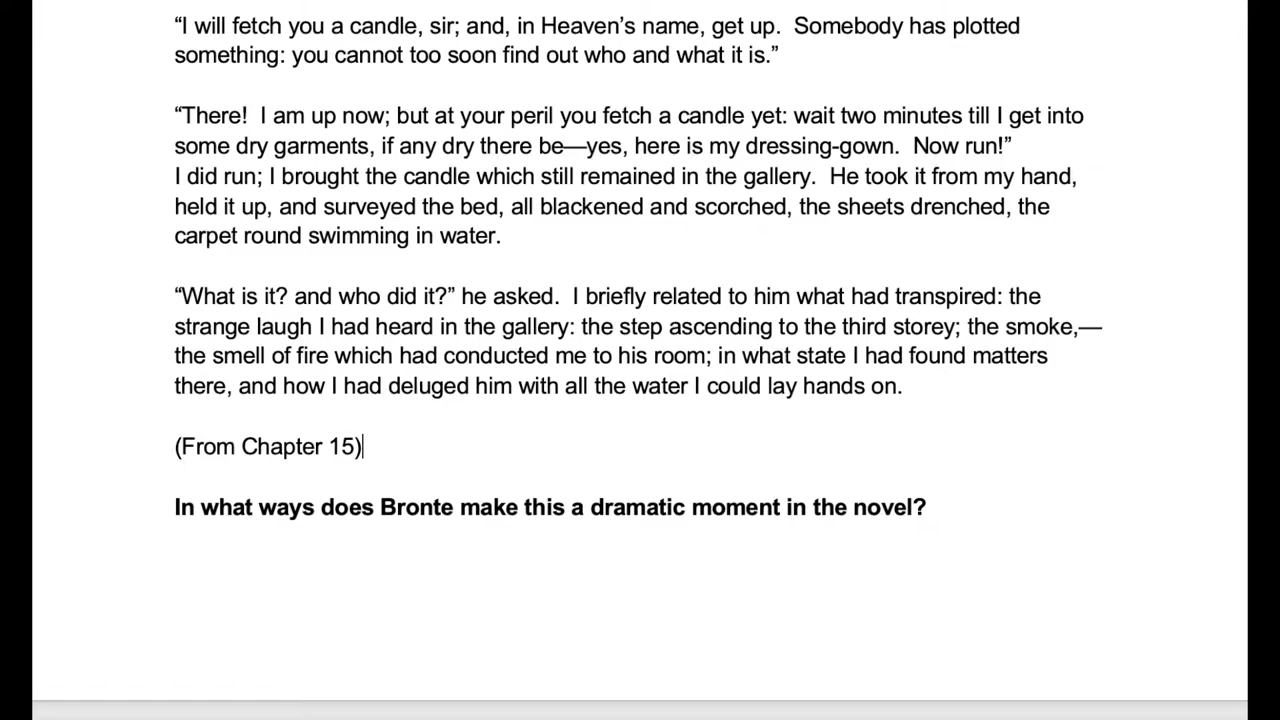 “I will fetch you a candle, sir; and, in Heaven’s name, get up.  Somebody has plotted
something: you cannot too soon find out who and what it is.”
“There!  I am up now; but at your peril you fetch a candle yet: wait two minutes till I get into
some dry garments, if any dry there be—yes, here is my dressing-gown.  Now run!”
I did run; I brought the candle which still remained in the gallery.  He took it from my hand,
held it up, and surveyed the bed, all blackened and scorched, the sheets drenched, the
carpet round swimming in water.
“What is it? and who did it?” he asked.  I briefly related to him what had transpired: the
strange laugh I had heard in the gallery: the step ascending to the third storey; the smoke,—
the smell of fire which had conducted me to his room; in what state I had found matters
there, and how I had deluged him with all the water I could lay hands on.
(From Chapter 15)
In what ways does Bronte make this a dramatic moment in the novel?